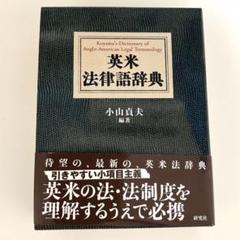 Koyama's Dictionary of
Anglo-American Legal Terminology
英米
法律語辞典
小山貞夫
編著
待望の、最新の、英米法辞典
引きやすい小項目主義
英米の法・法制度を
理解するうえで必携
研究社